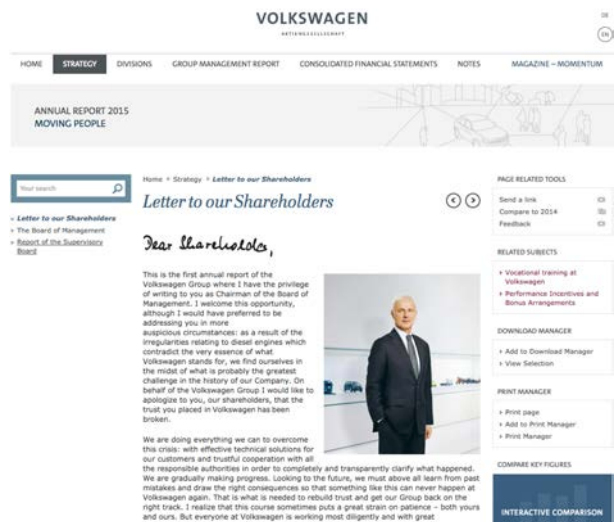 VOLKSWAGEN
AKTIENGESELLSCHAFT
DE
EN
HOME
STRATEGY
DIVISIONS
GROUP MANAGEMENT REPORT
CONSOLIDATED FINANCIAL STATEMENTS
NOTES
MAGAZINE – MOMENTUM
ANNUAL REPORT 2015
MOVING PEOPLE
Your search
Letter to our Shareholders
The Board of Management
Report of the Supervisory
Board
Home Strategy Letter to our Shareholders
Letter to our Shareholders
Dear Shareholder,
This is the first annual report of the
Volkswagen Group where I have the privilege
of writing to you as Chairman of the Board of
Management. I welcome this opportunity,
although I would have preferred to be
addressing you in more
auspicious circumstances: as a result of the
irregularities relating to diesel engines which
contradict the very essence of what
Volkswagen stands for, we find ourselves in
the midst of what is probably the greatest
challenge in the history of our Company. On
behalf of the Volkswagen Group I would like to
apologize to you, our shareholders, that the
trust you placed in Volkswagen has been
broken.
We are doing everything we can to overcome
this crisis: with effective technical solutions for
our customers and trustful cooperation with all
the responsible authorities in order to completely and transparently clarify what happened.
We are gradually making progress. Looking to the future, we must above all learn from past
mistakes and draw the right consequences so that something like this can never happen at
Volkswagen again. That is what is needed to rebuild trust and get our Group back on the
right track. I realize that this course sometimes puts a great strain on patience – both yours
and ours. But everyone at Volkswagen is working most diligently and with great
PAGE RELATED TOOLS
Send a link
Compare to 2014
Feedback
RELATED SUBJECTS
Vocational training at
Volkswagen
Performance Incentives and
Bonus Arrangements
DOWNLOAD MANAGER
Add to Download Manager
View Selection
PRINT MANAGER
Print page
Add to Print Manager
Print Manager
COMPARE KEY FIGURES
INTERACTIVE COMPARISON